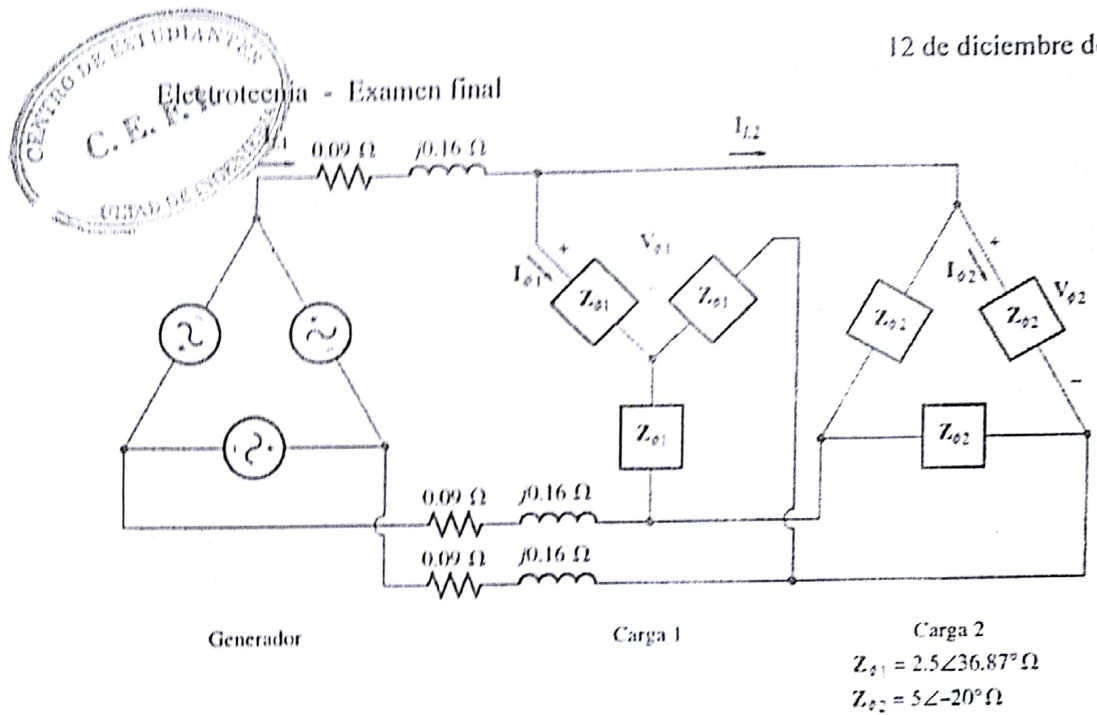 12 de diciembre d
CENTRO DE ESTUDIANTES
C. E. F.
Electrotecnia - Examen final
0.09 Ω j0.16 Ω
I_L2
V_φ1
I_φ1
Z_φ1
Z_φ1
Z_φ1
I_φ2
V_φ2
Z_φ2
Z_φ2
Z_φ2
0.09 Ω j0.16 Ω
0.09 Ω j0.16 Ω
Generador
Carga 1
Carga 2
Z_φ1 = 2.5∠36.87° Ω
Z_φ2 = 5∠-20° Ω